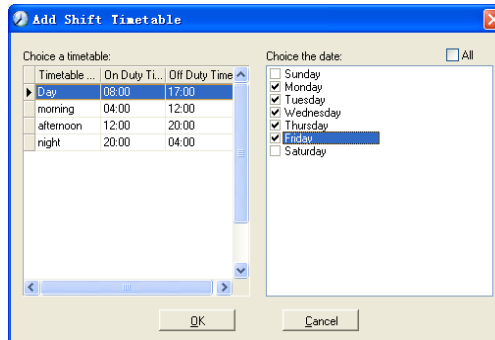 Add Shift Timetable
Choice a timetable:
Timetable ... On Duty Ti... Off Duty Time
Day 08:00 17:00
morning 04:00 12:00
afternoon 12:00 20:00
night 20:00 04:00
Choice the date:
All
Sunday
Monday
Tuesday
Wednesday
Thursday
Friday
Saturday
OK
Cancel